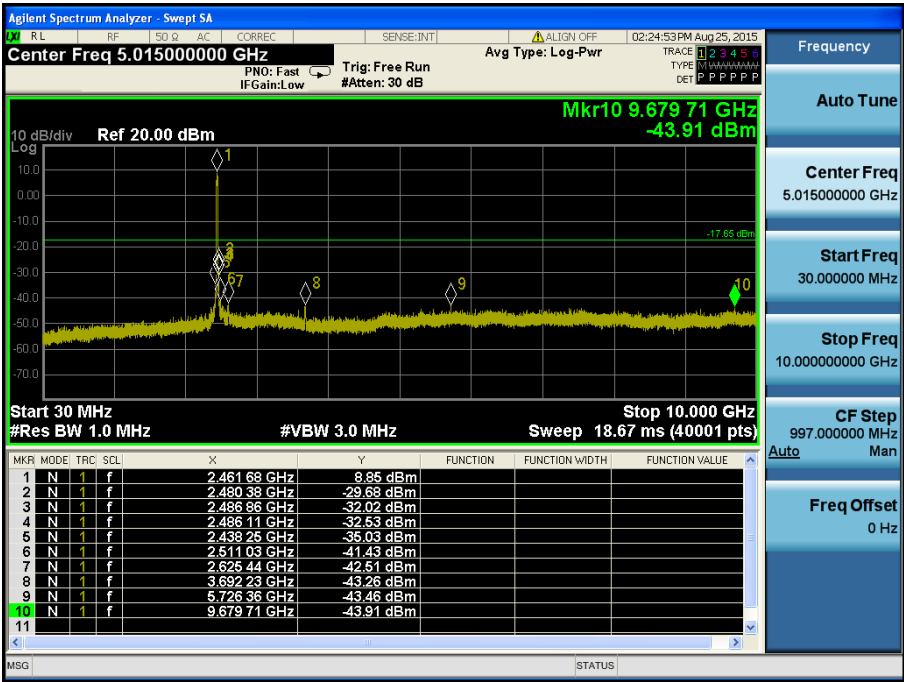 Agilent Spectrum Analyzer - Swept SA
LXI RL RF 50 Ω AC CORREC SENSE:INT ALIGN OFF 02:24:53 PM Aug 25, 2015
Center Freq 5.015000000 GHz
PNO: Fast
IFGain:Low
Trig: Free Run
#Atten: 30 dB
Avg Type: Log-Pwr
TRACE 1 2 3 4 5 6
TYPE M WWWWW
DET P P P P P P
Mkr10 9.679 71 GHz
-43.91 dBm
10 dB/div Ref 20.00 dBm
Log
10.0
0.00
-10.0
-20.0
-30.0
-40.0
-50.0
-60.0
-70.0
-17.65 dBm
1
3
5
6 7
8
9
10
Start 30 MHz Stop 10.000 GHz
#Res BW 1.0 MHz #VBW 3.0 MHz Sweep 18.67 ms (40001 pts)
MKR MODE TRC SCL X Y FUNCTION FUNCTION WIDTH FUNCTION VALUE
1 N 1 f 2.461 68 GHz 8.85 dBm
2 N 1 f 2.480 38 GHz -29.68 dBm
3 N 1 f 2.486 86 GHz -32.02 dBm
4 N 1 f 2.486 11 GHz -32.53 dBm
5 N 1 f 2.438 25 GHz -35.03 dBm
6 N 1 f 2.511 03 GHz -41.43 dBm
7 N 1 f 2.625 44 GHz -42.51 dBm
8 N 1 f 3.692 23 GHz -43.26 dBm
9 N 1 f 5.726 36 GHz -43.46 dBm
10 N 1 f 9.679 71 GHz -43.91 dBm
11
MSG STATUS
Frequency
Auto Tune
Center Freq
5.015000000 GHz
Start Freq
30.000000 MHz
Stop Freq
10.000000000 GHz
CF Step
997.000000 MHz
Auto Man
Freq Offset
0 Hz